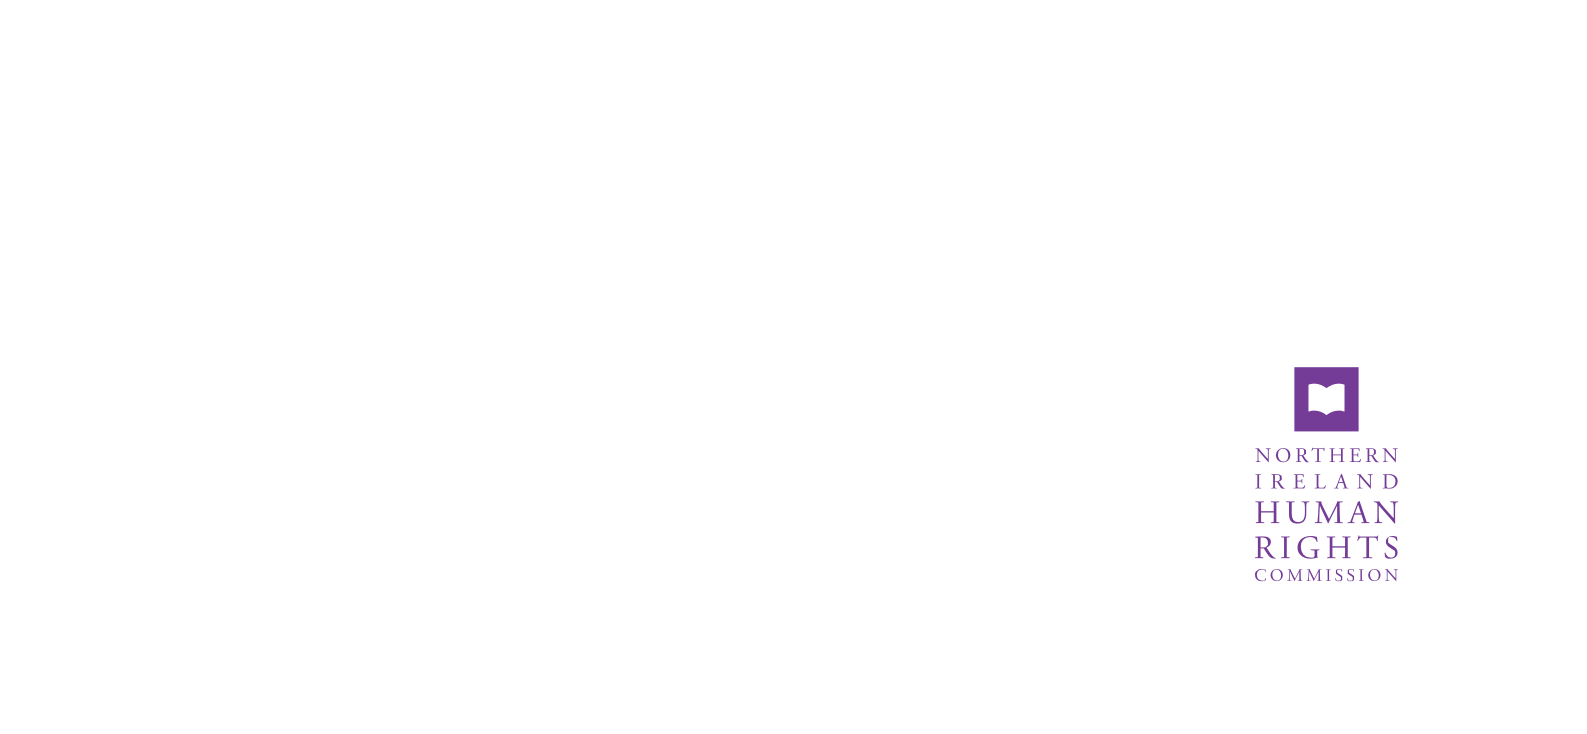 NORTHERN
IRELAND
HUMAN
RIGHTS
COMMISSION